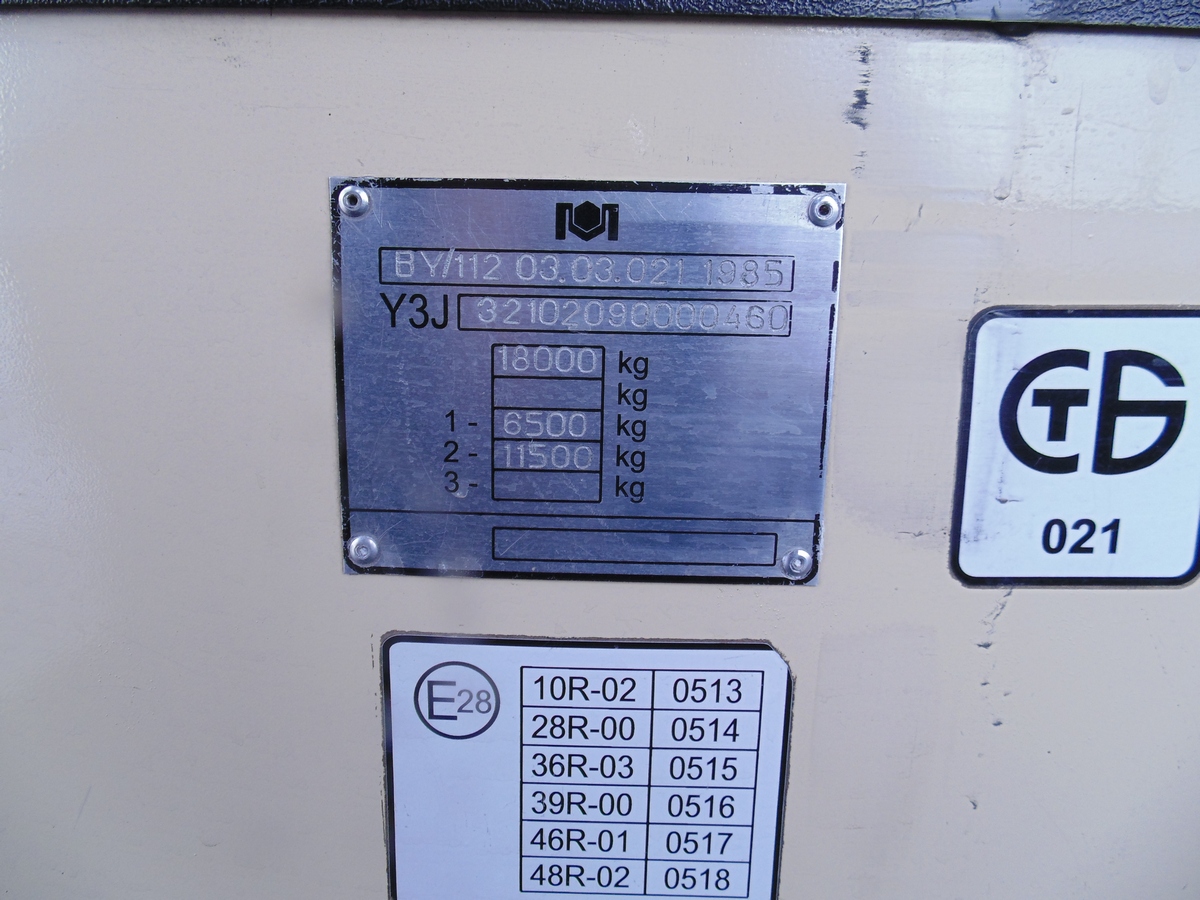 BY/112 03.03.021 1985
Y3J 32102090000460
18000 kg
kg
1 - 6500 kg
2 - 11500 kg
3 - kg
СТБ
021
E28
10R-02 0513
28R-00 0514
36R-03 0515
39R-00 0516
46R-01 0517
48R-02 0518